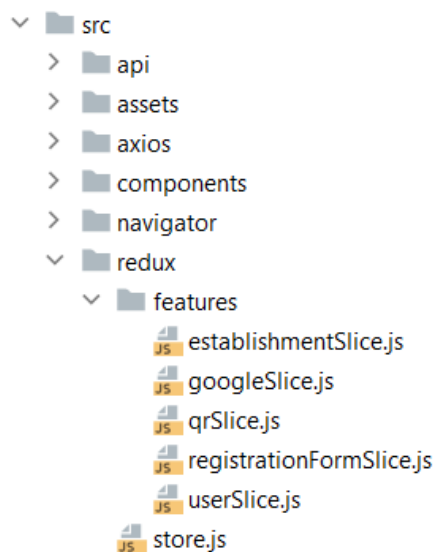 src
api
assets
axios
components
navigator
redux
features
JS establishmentSlice.js
JS googleSlice.js
JS qrSlice.js
JS registrationFormSlice.js
JS userSlice.js
JS store.js